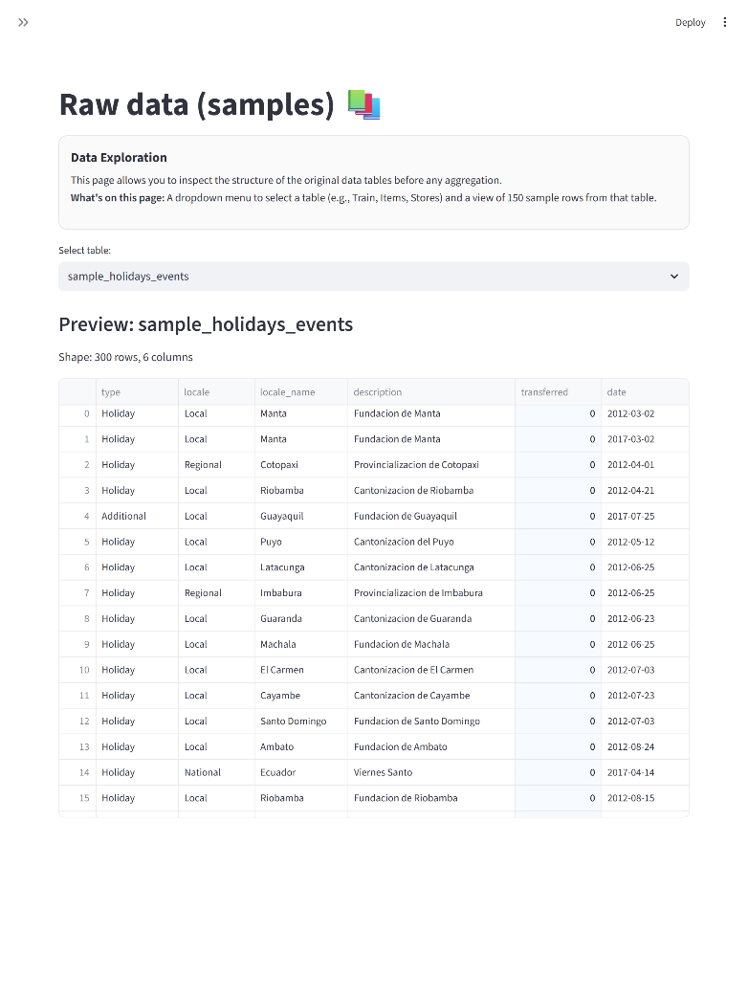 Deploy
Raw data (samples)
Data Exploration
This page allows you to inspect the structure of the original data tables before any aggregation.
What's on this page: A dropdown menu to select a table (e.g., Train, Items, Stores) and a view of 150 sample rows from that table.
Select table:
sample_holidays_events
Preview: sample_holidays_events
Shape: 300 rows, 6 columns
type locale locale_name description transferred date
0 Holiday Local Manta Fundacion de Manta 0 2012-03-02
1 Holiday Local Manta Fundacion de Manta 0 2017-03-02
2 Holiday Regional Cotopaxi Provincializacion de Cotopaxi 0 2012-04-01
3 Holiday Local Riobamba Cantonizacion de Riobamba 0 2012-04-21
4 Additional Local Guayaquil Fundacion de Guayaquil 0 2017-07-25
5 Holiday Local Puyo Cantonizacion del Puyo 0 2012-05-12
6 Holiday Local Latacunga Cantonizacion de Latacunga 0 2012-06-25
7 Holiday Regional Imbabura Provincializacion de Imbabura 0 2012-06-25
8 Holiday Local Guaranda Cantonizacion de Guaranda 0 2012-06-23
9 Holiday Local Machala Fundacion de Machala 0 2012-06-25
10 Holiday Local El Carmen Cantonizacion de El Carmen 0 2012-07-03
11 Holiday Local Cayambe Cantonizacion de Cayambe 0 2012-07-23
12 Holiday Local Santo Domingo Fundacion de Santo Domingo 0 2012-07-03
13 Holiday Local Ambato Fundacion de Ambato 0 2012-08-24
14 Holiday National Ecuador Viernes Santo 0 2017-04-14
15 Holiday Local Riobamba Fundacion de Riobamba 0 2012-08-15